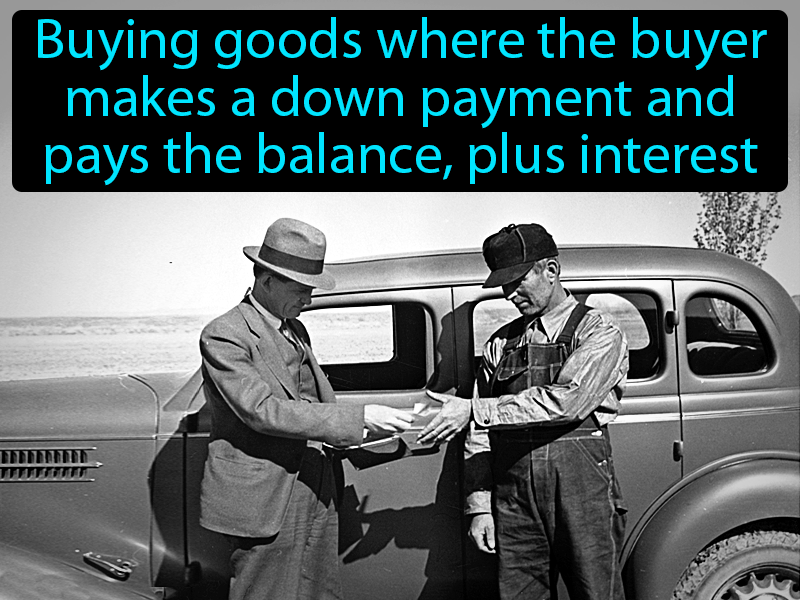 Buying goods where the buyer
makes a down payment and
pays the balance, plus interest